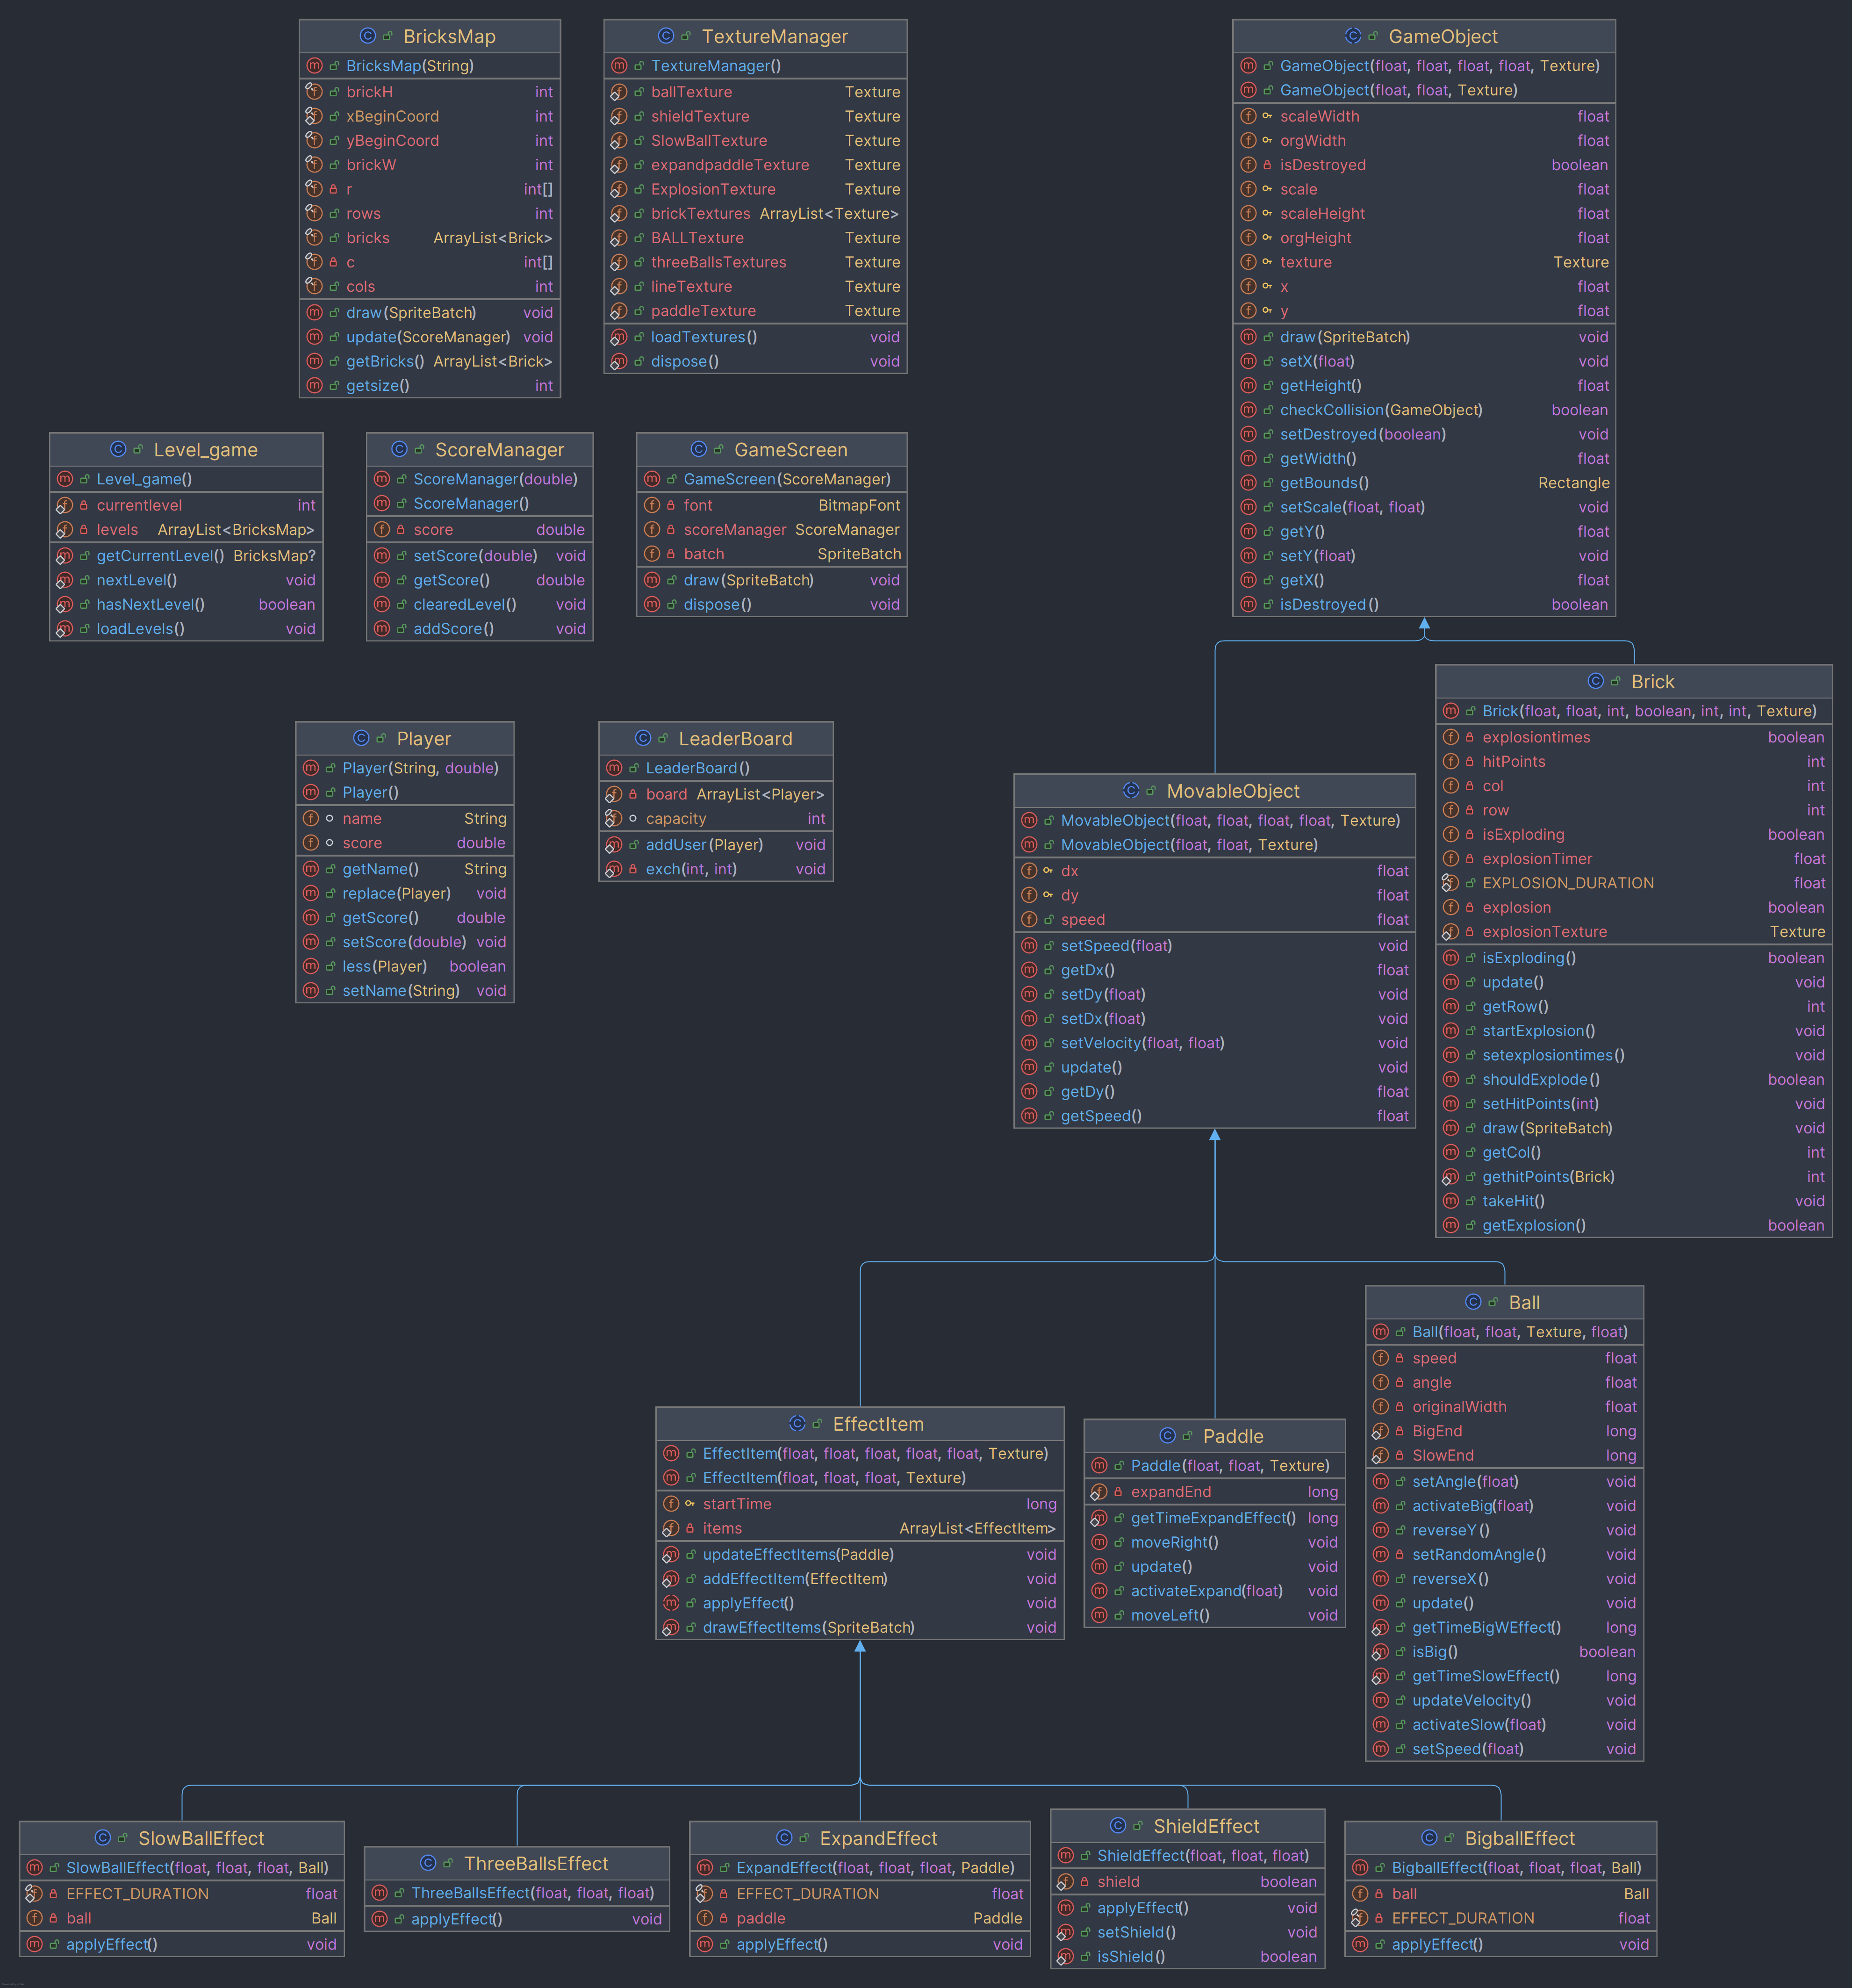 BricksMap
BricksMap(String)
brickH int
xBeginCoord int
yBeginCoord int
brickW int
r int[]
rows int
bricks ArrayList<Brick>
c int[]
cols int
draw(SpriteBatch) void
update(ScoreManager) void
getBricks() ArrayList<Brick>
getsize() int
TextureManager
TextureManager()
ballTexture Texture
shieldTexture Texture
SlowBallTexture Texture
expandpaddleTexture Texture
ExplosionTexture Texture
brickTextures ArrayList<Texture>
BALLTexture Texture
threeBallsTextures Texture
lineTexture Texture
paddleTexture Texture
loadTextures() void
dispose() void
GameObject
GameObject(float, float, float, float, Texture)
GameObject(float, float, Texture)
scaleWidth float
orgWidth float
isDestroyed boolean
scale float
scaleHeight float
orgHeight float
texture Texture
x float
y float
draw(SpriteBatch) void
setX(float) void
getHeight() float
checkCollision(GameObject) boolean
setDestroyed(boolean) void
getWidth() float
getBounds() Rectangle
setScale(float, float) void
getY() float
setY(float) void
getX() float
isDestroyed() boolean
Level_game
Level_game()
currentlevel int
levels ArrayList<BricksMap>
getCurrentLevel() BricksMap?
nextLevel() void
hasNextLevel() boolean
loadLevels() void
ScoreManager
ScoreManager(double)
ScoreManager()
score double
setScore(double) void
getScore() double
clearedLevel() void
addScore() void
GameScreen
GameScreen(ScoreManager)
font BitmapFont
scoreManager ScoreManager
batch SpriteBatch
draw(SpriteBatch) void
dispose() void
Player
Player(String, double)
Player()
name String
score double
getName() String
replace(Player) void
getScore() double
setScore(double) void
less(Player) boolean
setName(String) void
LeaderBoard
LeaderBoard()
board ArrayList<Player>
capacity int
addUser(Player) void
exch(int, int) void
MovableObject
MovableObject(float, float, float, float, Texture)
MovableObject(float, float, Texture)
dx float
dy float
speed float
setSpeed(float) void
getDx() float
setDy(float) void
setDx(float) void
setVelocity(float, float) void
update() void
getDy() float
getSpeed() float
Brick
Brick(float, float, int, boolean, int, int, Texture)
explosiontimes boolean
hitPoints int
col int
row int
isExploding boolean
explosionTimer float
EXPLOSION_DURATION float
explosion boolean
explosionTexture Texture
isExploding() boolean
update() void
getRow() int
startExplosion() void
setexplosiontimes() void
shouldExplode() boolean
setHitPoints(int) void
draw(SpriteBatch) void
getCol() int
gethitPoints(Brick) int
takeHit() void
getExplosion() boolean
EffectItem
EffectItem(float, float, float, float, float, Texture)
EffectItem(float, float, float, Texture)
startTime long
items ArrayList<EffectItem>
updateEffectItems(Paddle) void
addEffectItem(EffectItem) void
applyEffect() void
drawEffectItems(SpriteBatch) void
Paddle
Paddle(float, float, Texture)
expandEnd long
getTimeExpandEffect() long
moveRight() void
update() void
activateExpand(float) void
moveLeft() void
Ball
Ball(float, float, Texture, float)
speed float
angle float
originalWidth float
BigEnd long
SlowEnd long
setAngle(float) void
activateBig(float) void
reverseY() void
setRandomAngle() void
reverseX() void
update() void
getTimeBigWEffect() long
isBig() boolean
getTimeSlowEffect() long
updateVelocity() void
activateSlow(float) void
setSpeed(float) void
SlowBallEffect
SlowBallEffect(float, float, float, Ball)
EFFECT_DURATION float
ball Ball
applyEffect() void
ThreeBallsEffect
ThreeBallsEffect(float, float, float)
applyEffect() void
ExpandEffect
ExpandEffect(float, float, float, Paddle)
EFFECT_DURATION float
paddle Paddle
applyEffect() void
ShieldEffect
ShieldEffect(float, float, float)
shield boolean
applyEffect() void
setShield() void
isShield() boolean
BigballEffect
BigballEffect(float, float, float, Ball)
ball Ball
EFFECT_DURATION float
applyEffect() void